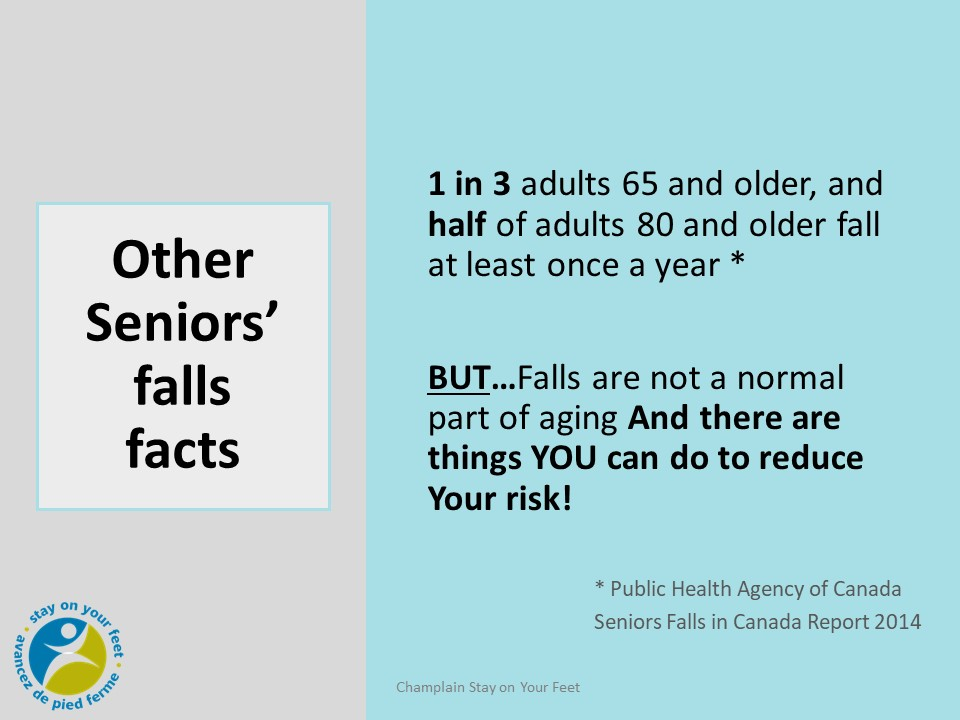 Other
Seniors’
falls
facts
1 in 3 adults 65 and older, and
half of adults 80 and older fall
at least once a year *
BUT...Falls are not a normal
part of aging And there are
things YOU can do to reduce
Your risk!
* Public Health Agency of Canada
Seniors Falls in Canada Report 2014
stay on your feet
avancez de pied ferme
Champlain Stay on Your Feet